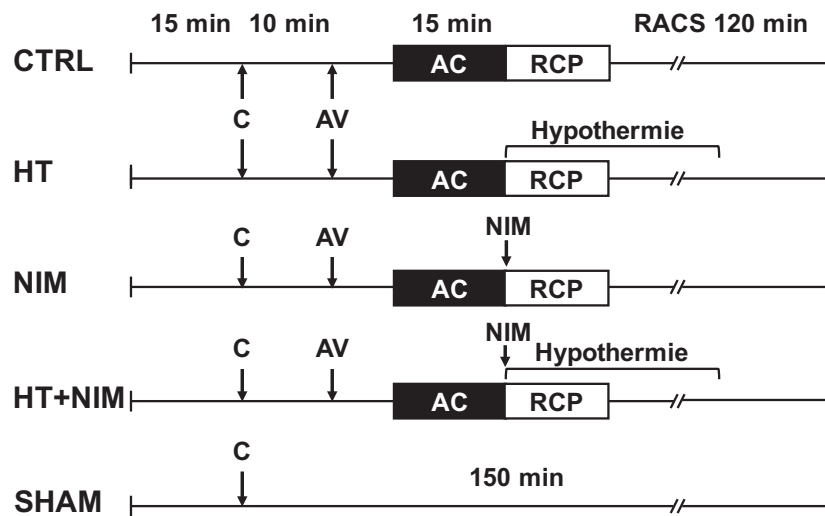 15 min 10 min 15 min RACS 120 min
CTRL AC RCP
C AV Hypothermie
HT AC RCP
C AV NIM
NIM AC RCP
C AV NIM Hypothermie
HT+NIM AC RCP
C 150 min
SHAM